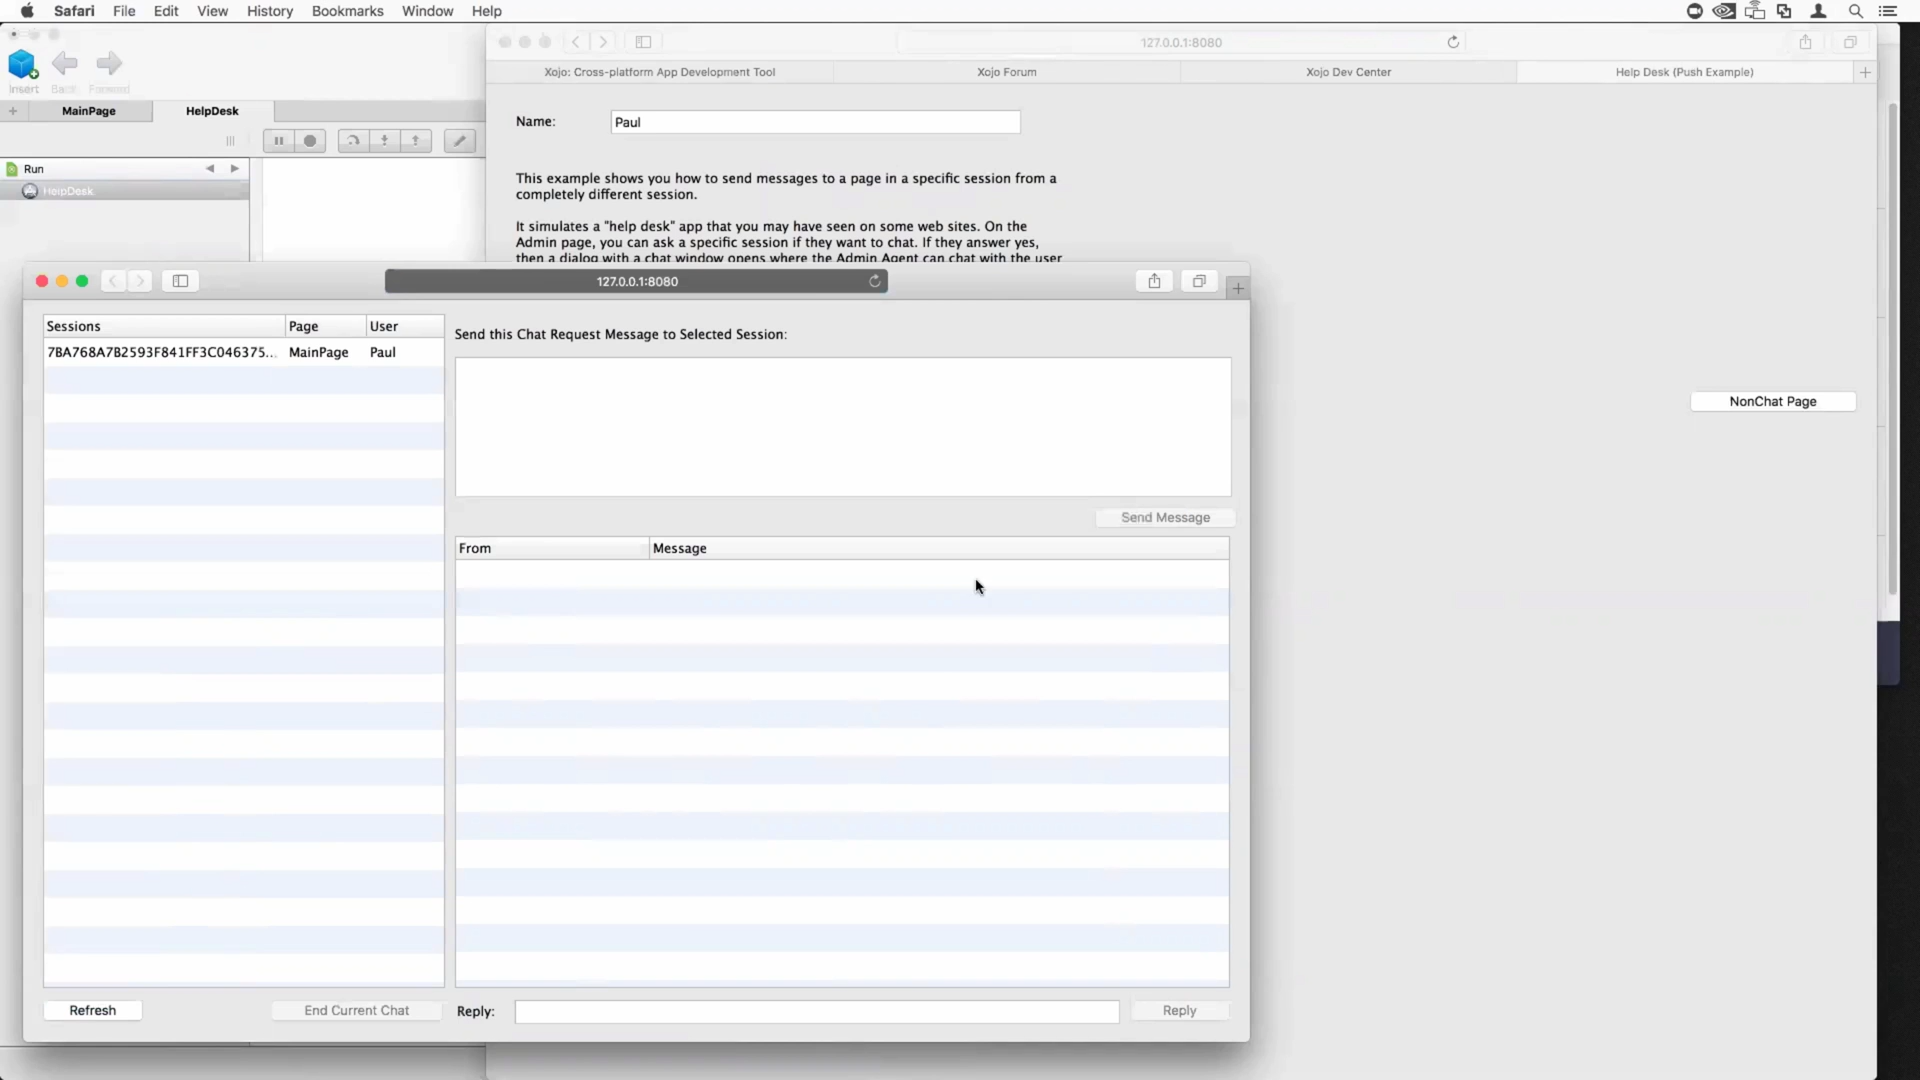 Safari File Edit View History Bookmarks Window Help
127.0.0.1:8080
Insert Back Forward
Xojo: Cross-platform App Development Tool Xojo Forum Xojo Dev Center Help Desk (Push Example)
MainPage HelpDesk
Name: Paul
Run
HelpDesk
This example shows you how to send messages to a page in a specific session from a
completely different session.
It simulates a "help desk" app that you may have seen on some web sites. On the
Admin page, you can ask a specific session if they want to chat. If they answer yes,
then a dialog with a chat window opens where the Admin Agent can chat with the user
127.0.0.1:8080
Sessions Page User
7BA768A7B2593F841FF3C046375... MainPage Paul
Send this Chat Request Message to Selected Session:
NonChat Page
Send Message
From Message
Refresh End Current Chat Reply: Reply